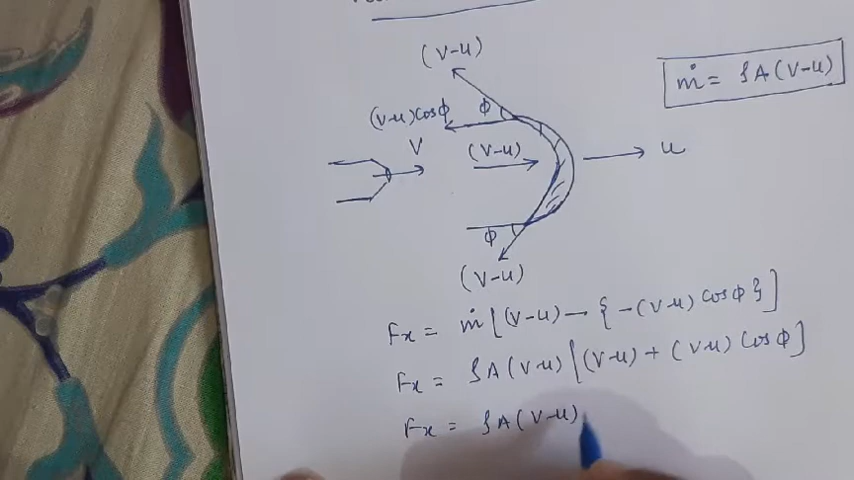 (V-u)
ṁ = ρA(V-u)
(V-u)cosϕ ϕ
V (V-u) u
ϕ
(V-u)
Fx = ṁ[(V-u) - {-(V-u) cosϕ}]
Fx = ρA(V-u)[(V-u) + (V-u) cosϕ]
Fx = ρA(V-u)